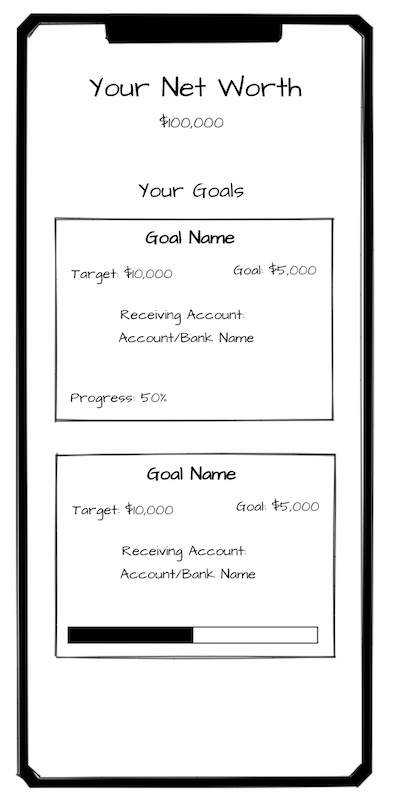 Your Net Worth
$100,000
Your Goals
Goal Name
Target: $10,000 Goal: $5,000
Receiving Account:
Account/Bank Name
Progress: 50%
Goal Name
Target: $10,000 Goal: $5,000
Receiving Account:
Account/Bank Name